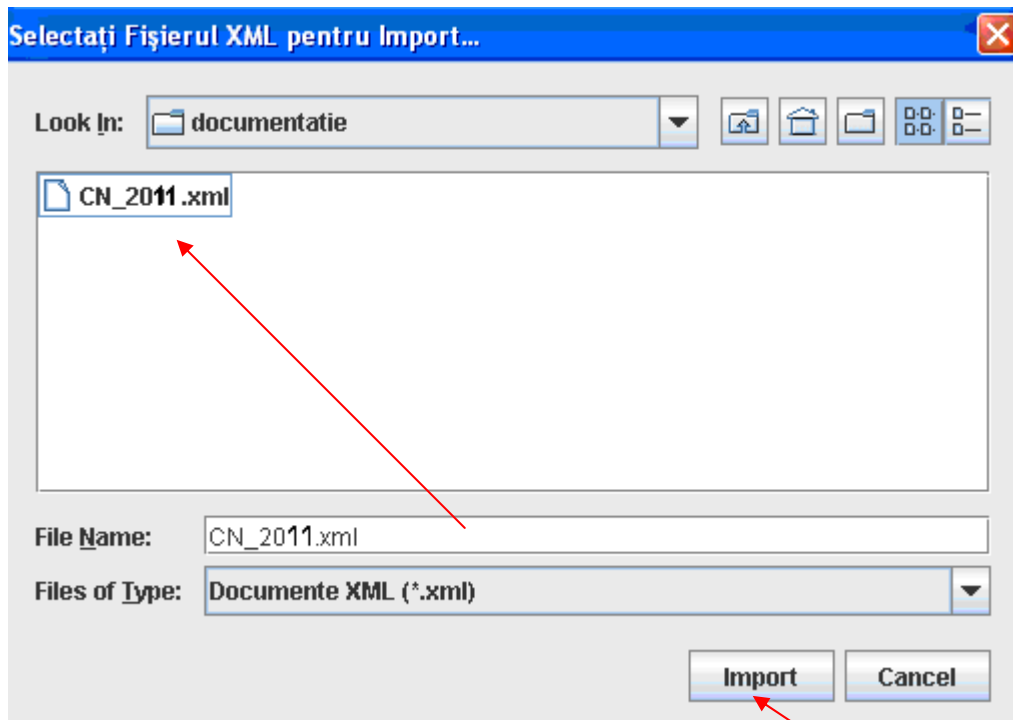 Selectați Fişierul XML pentru Import...
Look In: documentatie
CN_2011.xml
File Name: CN_2011.xml
Files of Type: Documente XML (*.xml)
Import Cancel